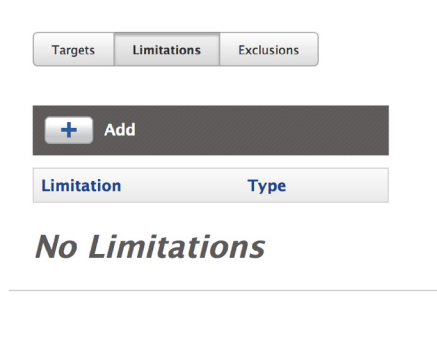 Targets Limitations Exclusions
Add
Limitation Type
No Limitations